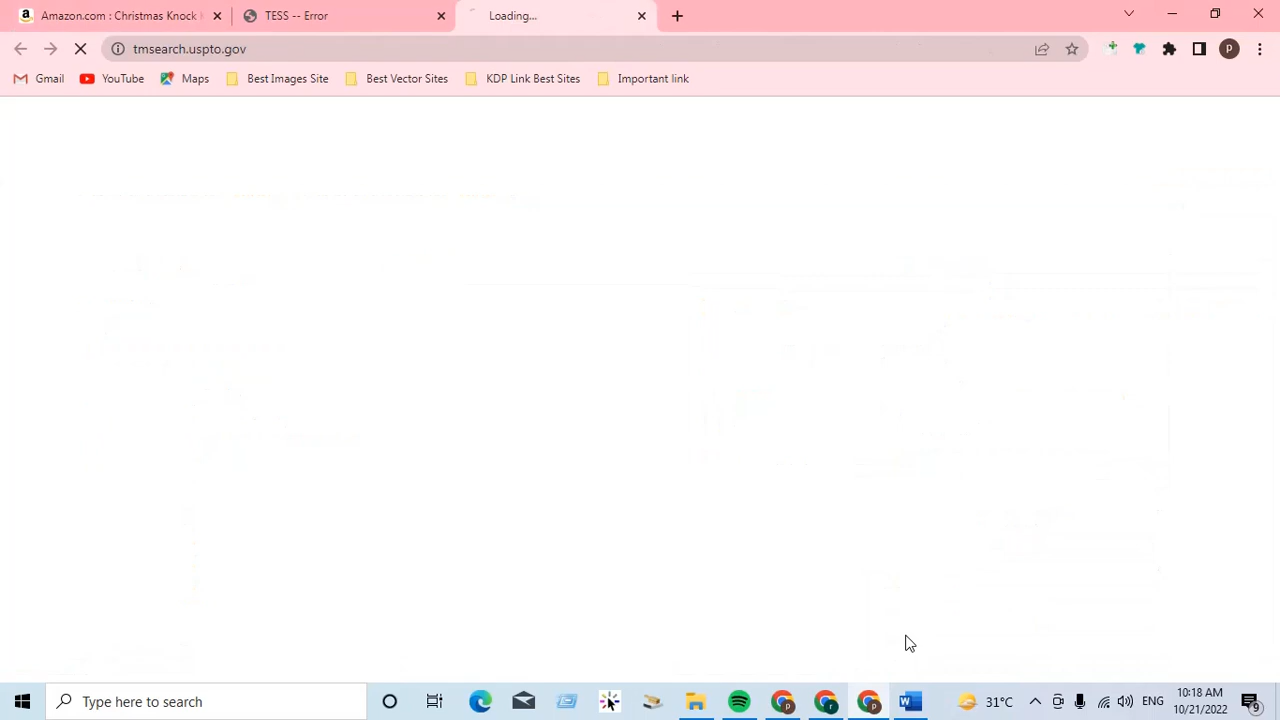 Amazon.com : Christmas Knock
TESS -- Error
Loading...
tmsearch.uspto.gov
P
Gmail
YouTube
Maps
Best Images Site
Best Vector Sites
KDP Link Best Sites
Important link
Type here to search
31°C
ENG
10:18 AM
10/21/2022
9